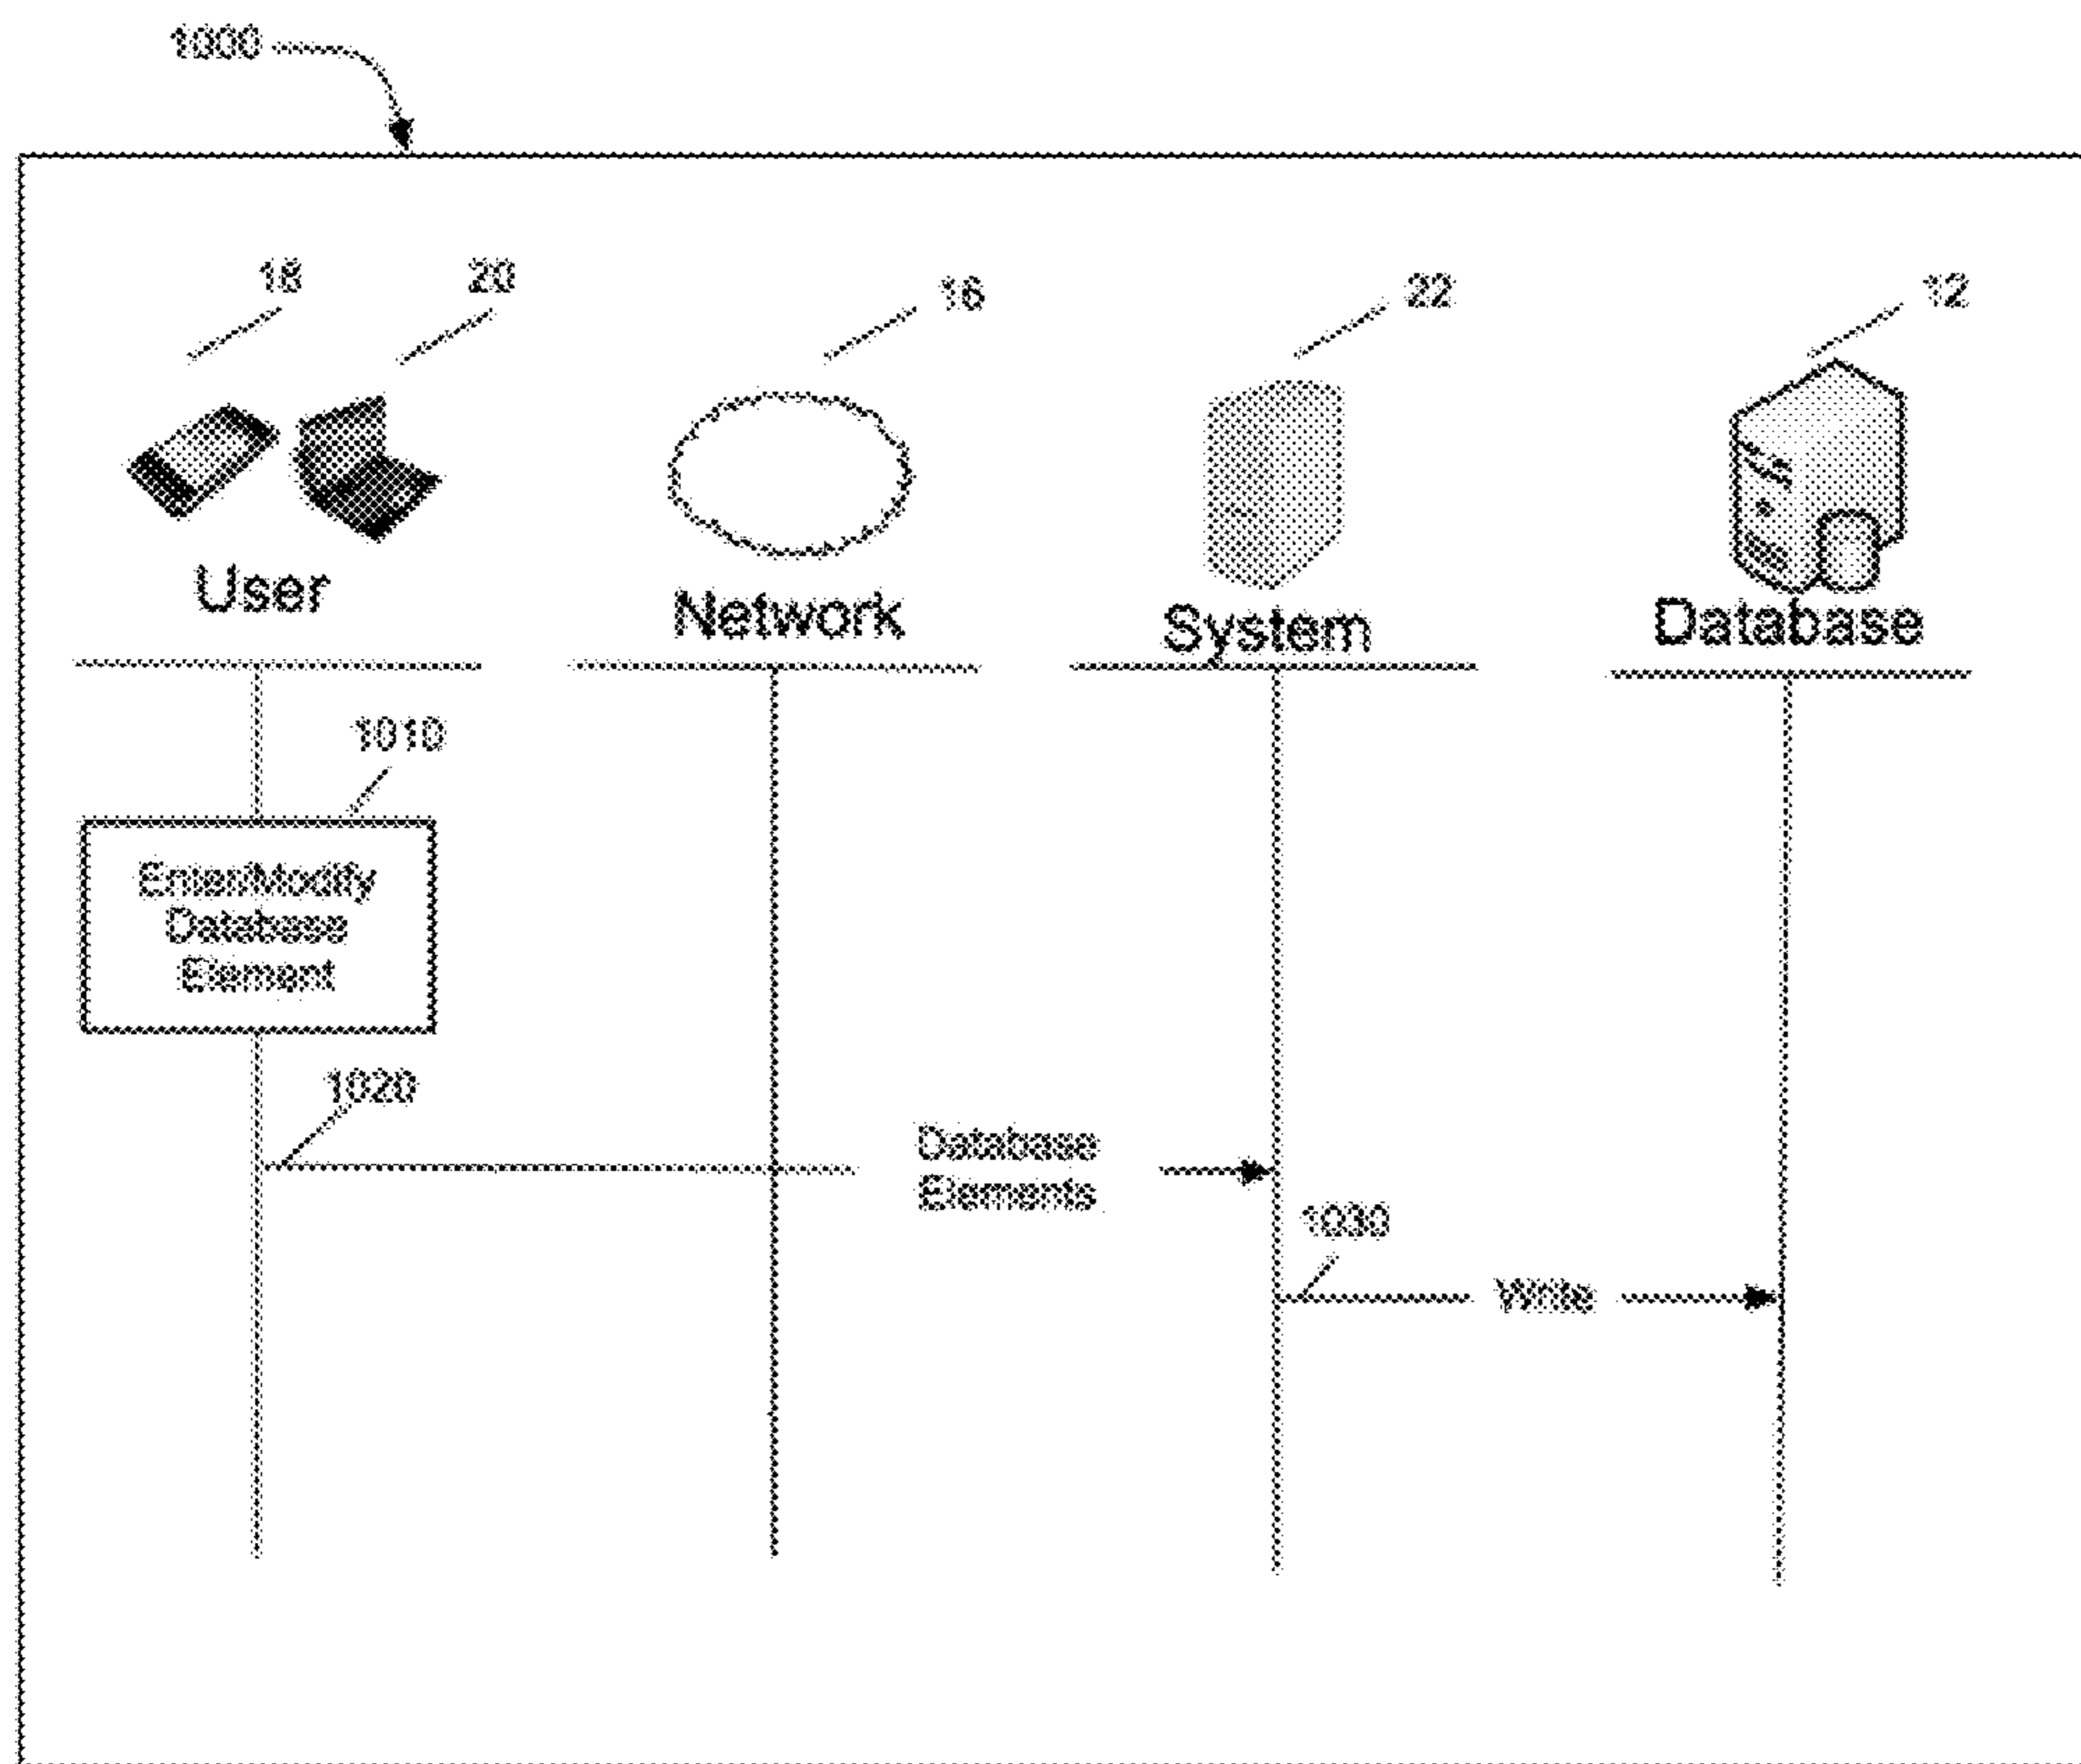 1000
18
20
16
22
12
User
Network
System
Database
1010
Enter/Modify
Database
Element
1020
Database
Elements
1030
Write